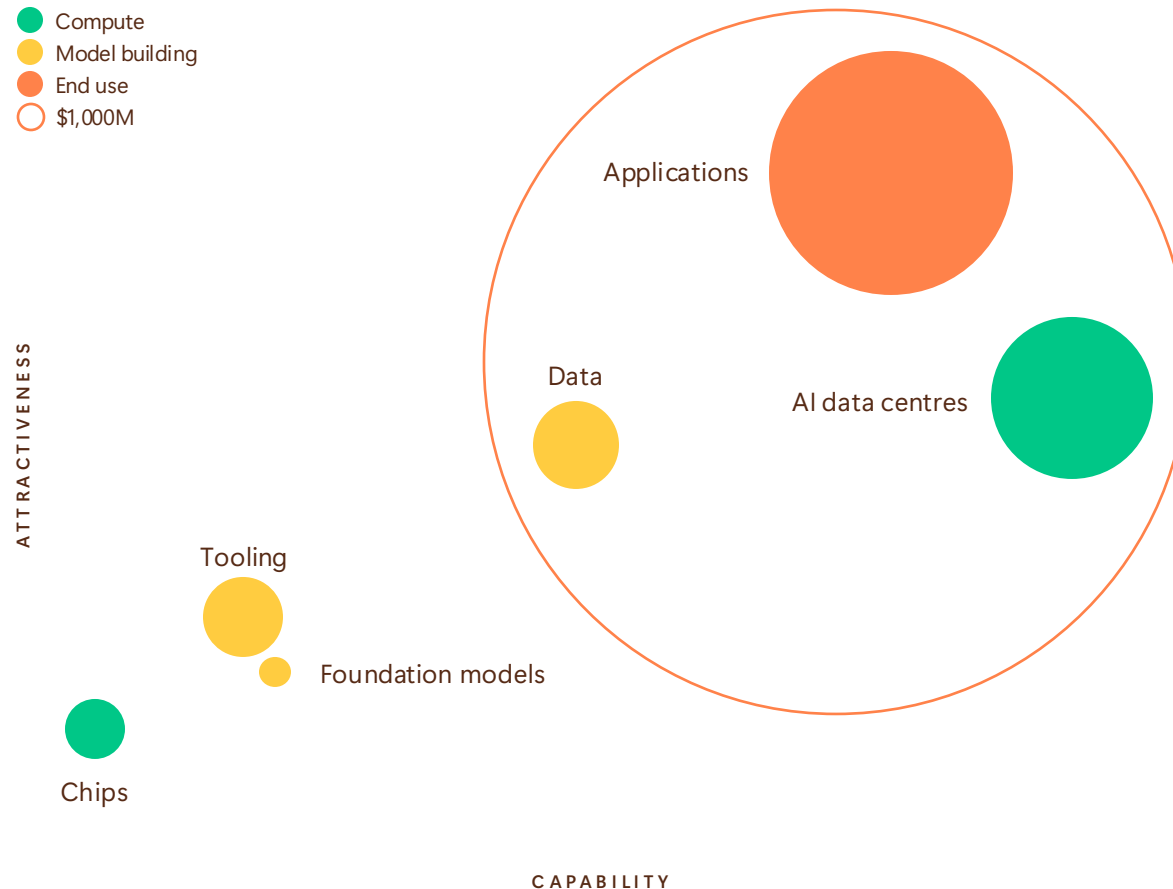 Compute
Model building
End use
$1,000M
Applications
Data
AI data centres
ATTRACTIVENESS
Tooling
Foundation models
Chips
CAPABILITY